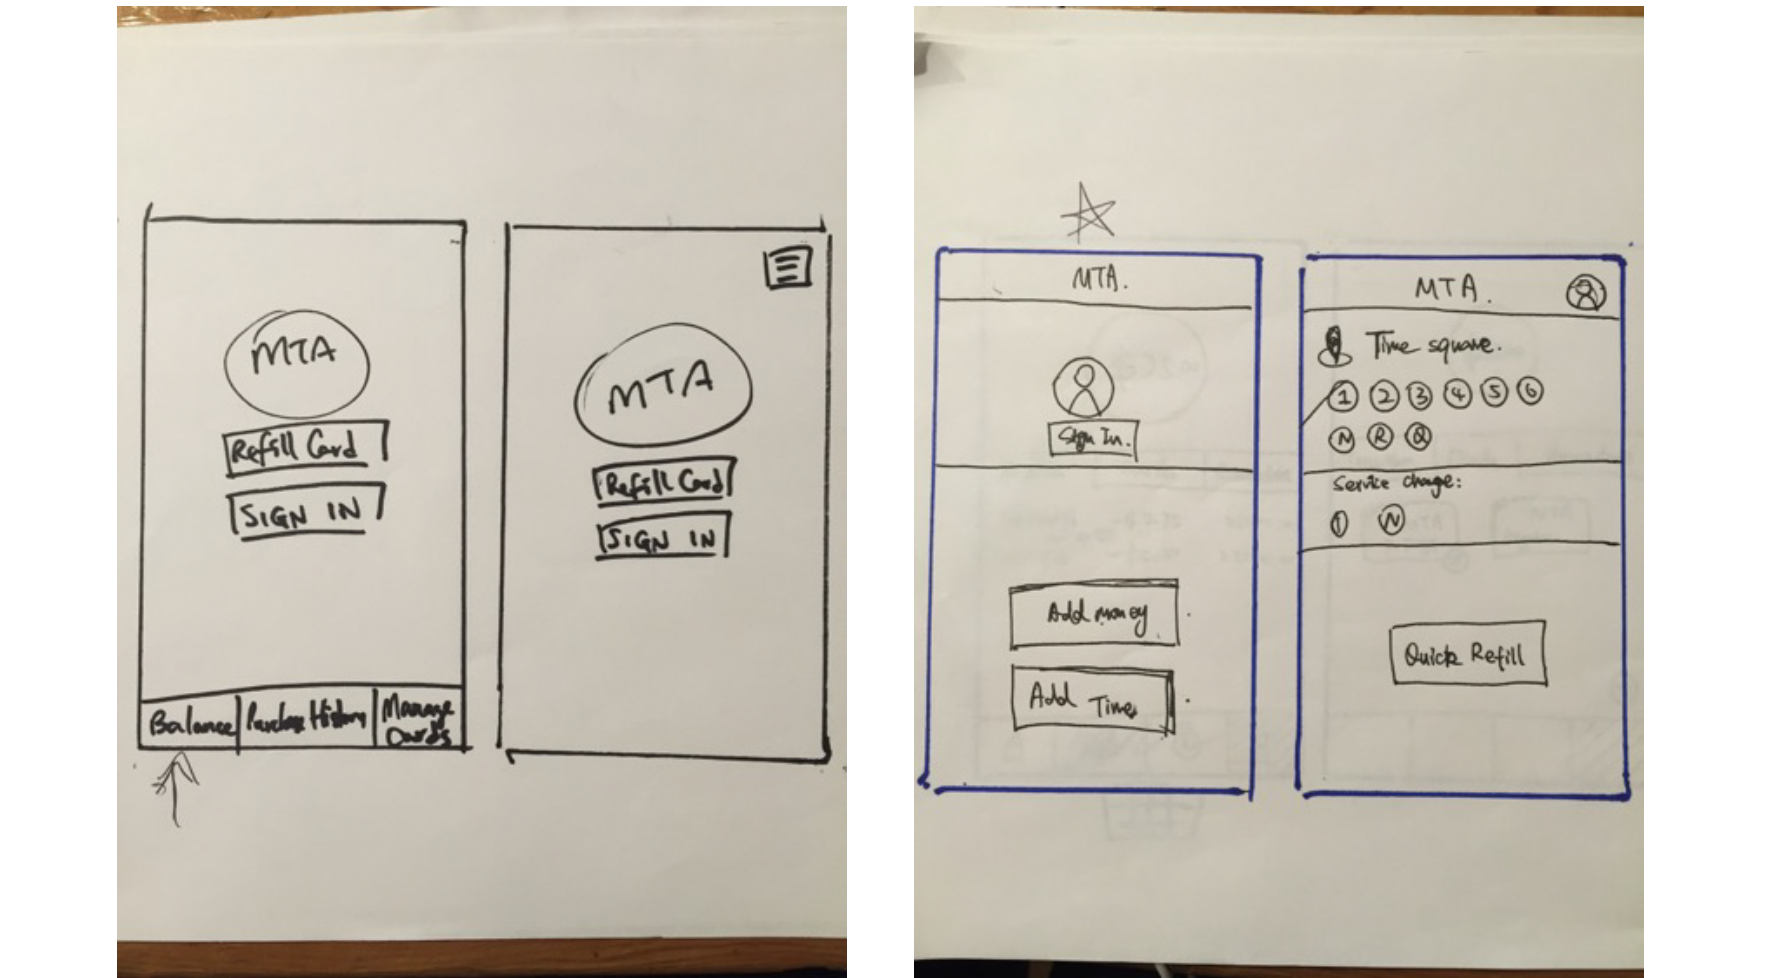 MTA
Refill Card
SIGN IN
Balance
Purchase History
Manage
Cards
MTA
Refill Card
SIGN IN
MTA.
Sign In.
Add money
Add Time
MTA.
Time square.
1 2 3 4 5 6
N R Q
Service change:
1 N
Quick Refill